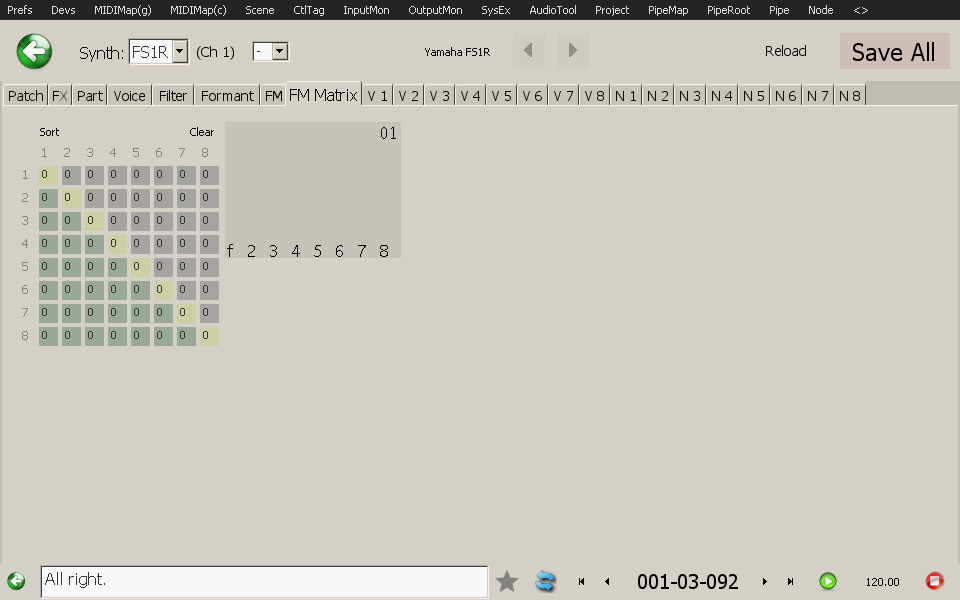 Prefs Devs MIDIMap(g) MIDIMap(c) Scene CtlTag InputMon OutputMon SysEx AudioTool Project PipeMap PipeRoot Pipe Node <>
Synth: FS1R (Ch 1) - Yamaha FS1R Reload Save All
Patch FX Part Voice Filter Formant FM FM Matrix V 1 V 2 V 3 V 4 V 5 V 6 V 7 V 8 N 1 N 2 N 3 N 4 N 5 N 6 N 7 N 8
Sort Clear 01
1 2 3 4 5 6 7 8
1 0 0 0 0 0 0 0 0
2 0 0 0 0 0 0 0 0
3 0 0 0 0 0 0 0 0
4 0 0 0 0 0 0 0 0
f 2 3 4 5 6 7 8
5 0 0 0 0 0 0 0 0
6 0 0 0 0 0 0 0 0
7 0 0 0 0 0 0 0 0
8 0 0 0 0 0 0 0 0
All right. 001-03-092 120.00